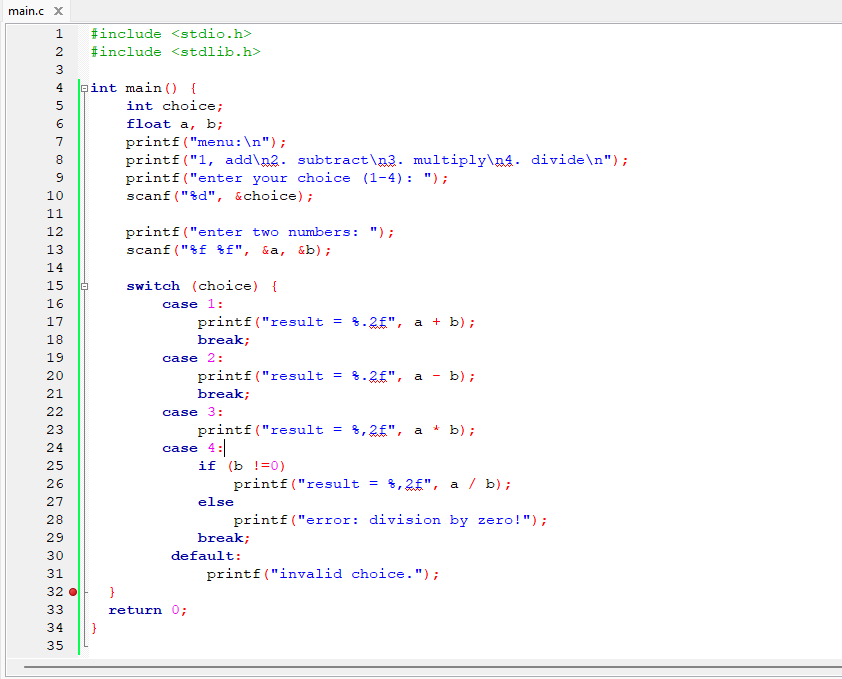 main.c X
1 #include <stdio.h>
2 #include <stdlib.h>
3
4 int main() {
5     int choice;
6     float a, b;
7     printf("menu:\n");
8     printf("1, add\n2. subtract\n3. multiply\n4. divide\n");
9     printf("enter your choice (1-4): ");
10     scanf("%d", &choice);
11
12     printf("enter two numbers: ");
13     scanf("%f %f", &a, &b);
14
15     switch (choice) {
16         case 1:
17             printf("result = %.2f", a + b);
18             break;
19         case 2:
20             printf("result = %.2f", a - b);
21             break;
22         case 3:
23             printf("result = %,2f", a * b);
24         case 4:
25             if (b !=0)
26                 printf("result = %,2f", a / b);
27             else
28                 printf("error: division by zero!");
29             break;
30          default:
31              printf("invalid choice.");
32   }
33   return 0;
34 }
35